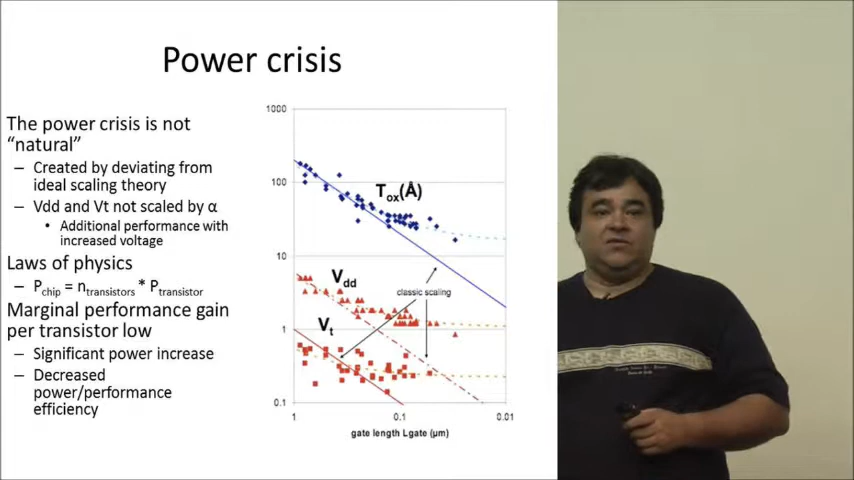 Power crisis
The power crisis is not
“natural”
– Created by deviating from
ideal scaling theory
– Vdd and Vt not scaled by α
• Additional performance with
increased voltage
Laws of physics
– Pchip = ntransistors * Ptransistor
Marginal performance gain
per transistor low
– Significant power increase
– Decreased
power/performance
efficiency
1000
100
10
1
0.1
Tox(Å)
Vdd
classic scaling
Vt
1
0.1
0.01
gate length Lgate (µm)